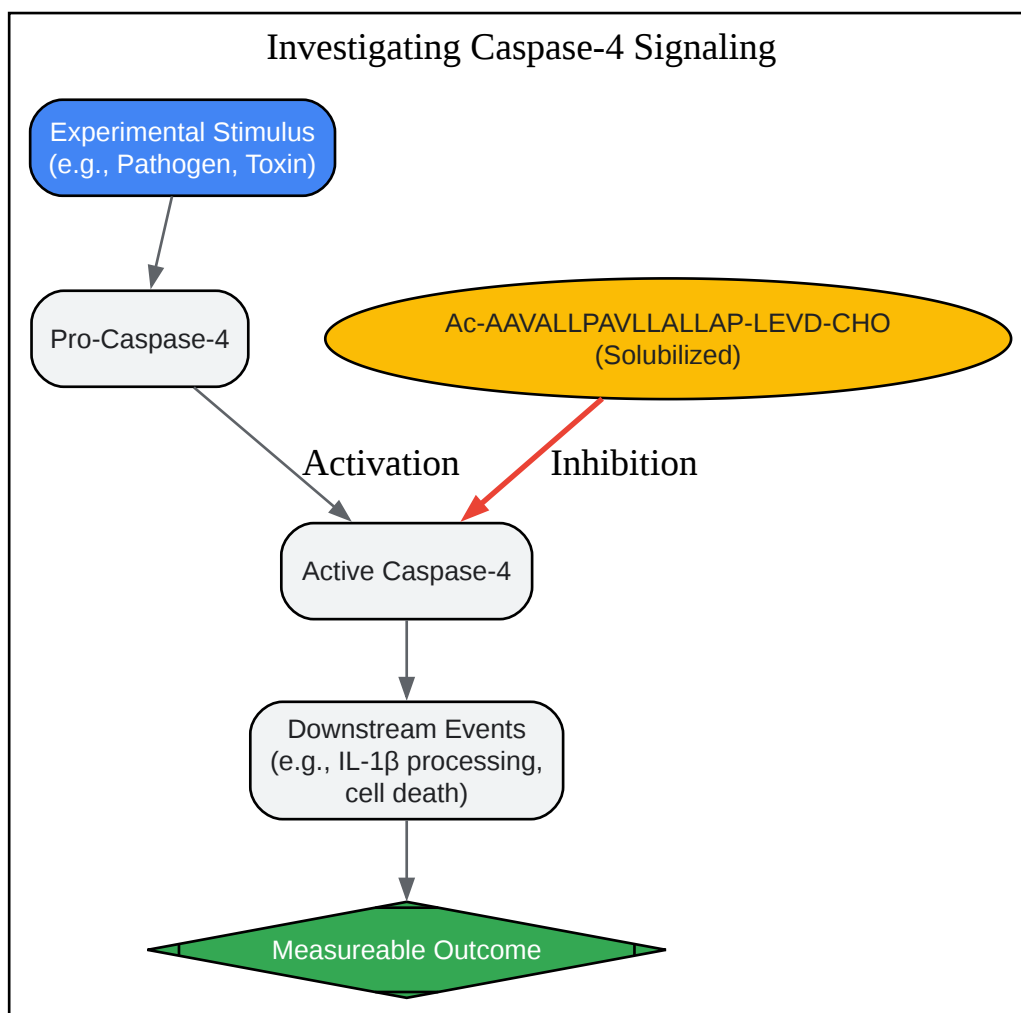 Investigating Caspase-4 Signaling
Experimental Stimulus
(e.g., Pathogen, Toxin)
Pro-Caspase-4
Ac-AAVALLPAVLLALLAP-LEVD-CHO
(Solubilized)
Activation
Inhibition
Active Caspase-4
Downstream Events
(e.g., IL-1β processing,
cell death)
Measureable Outcome